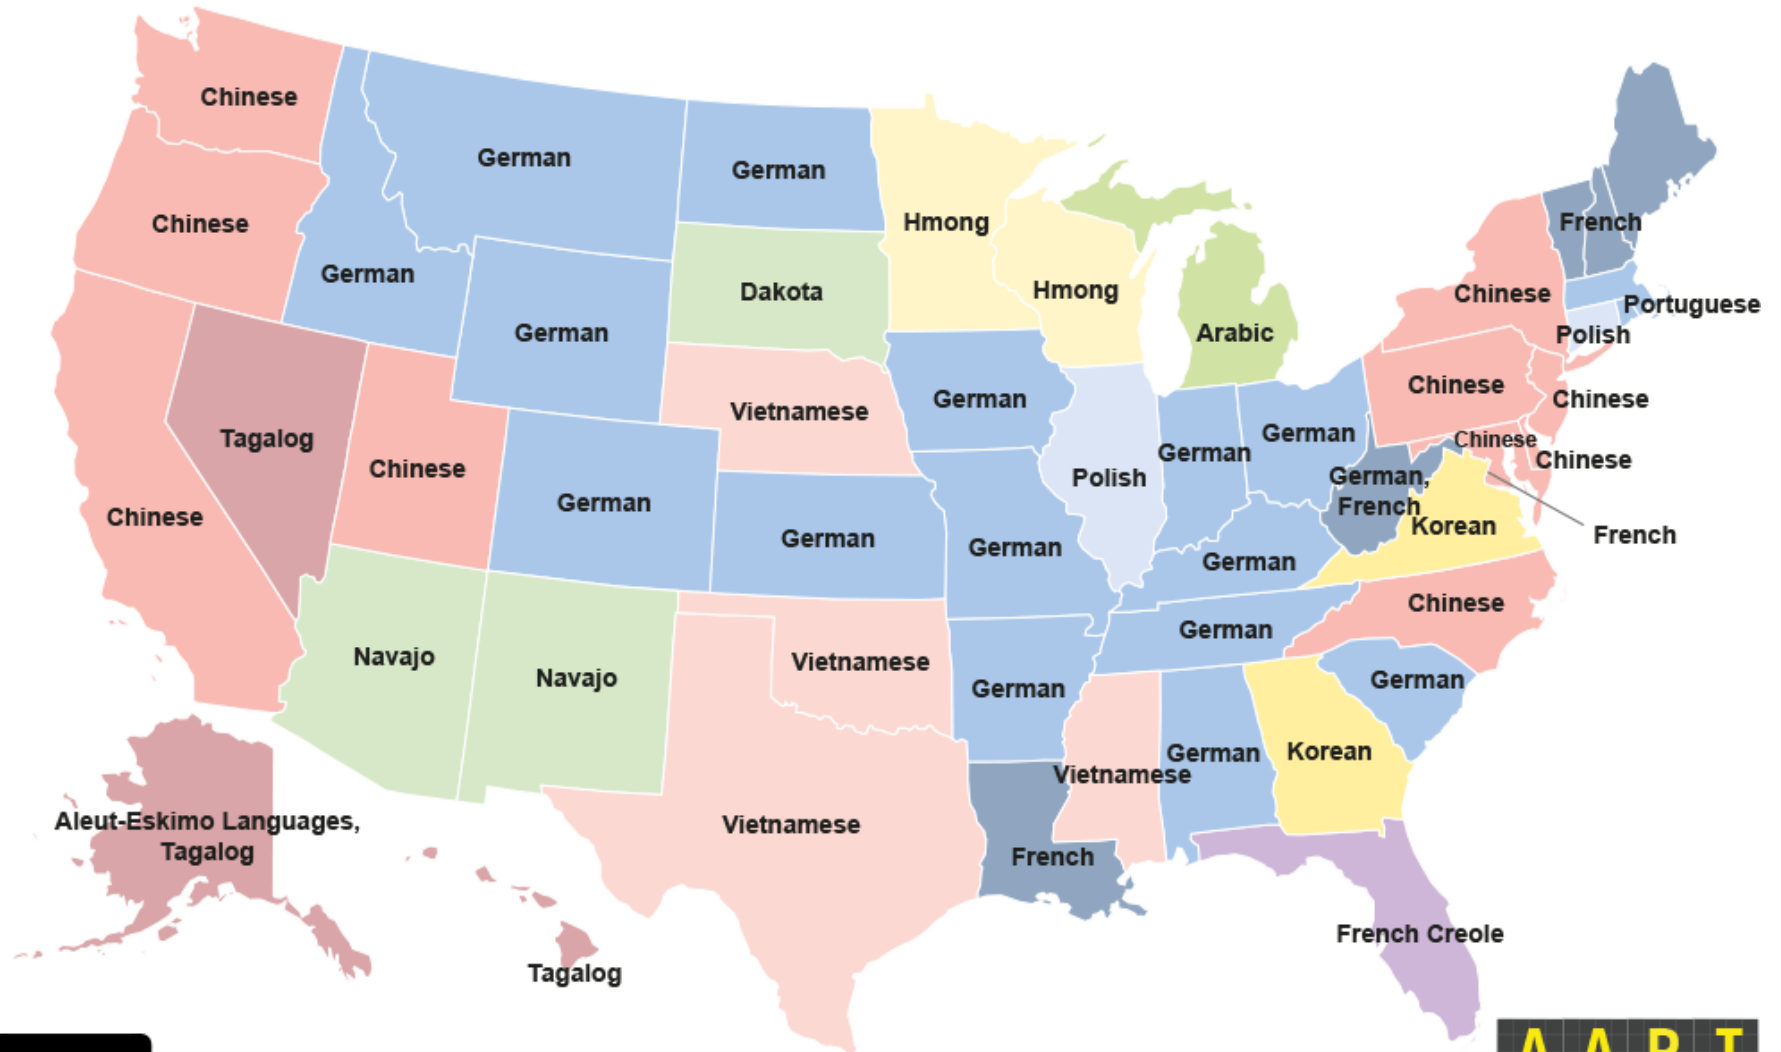 Chinese
German
German
Hmong
French
Chinese
German
Dakota
Hmong
Chinese
Portuguese
German
Arabic
Polish
Vietnamese
German
Chinese
Chinese
Tagalog
Chinese
German
German
Chinese
Chinese
Polish
German,
French
Chinese
German
German
German
Korean
French
German
Navajo
Navajo
Vietnamese
German
Chinese
German
German
Vietnamese
German
Korean
Aleut-Eskimo Languages,
Tagalog
Vietnamese
French
French Creole
Tagalog
AART